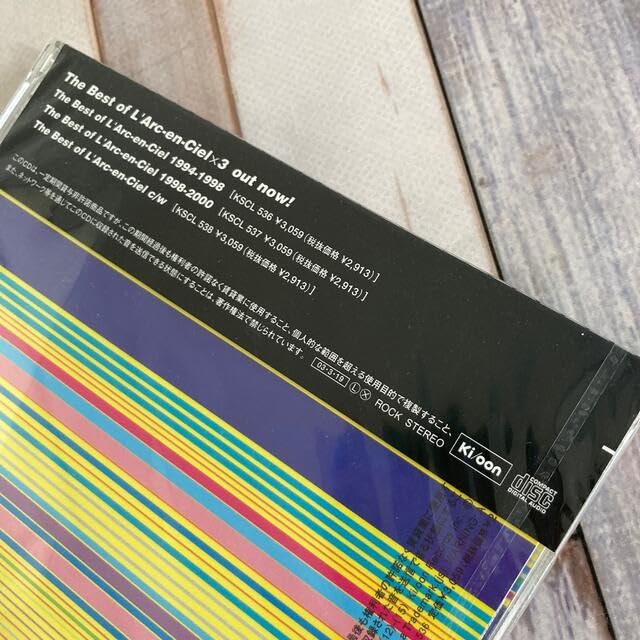 The Best of L'Arc-en-Ciel×3 out now!
The Best of L'Arc-en-Ciel 1994-1998 [KSCL 536 ¥3,059(税抜価格 ¥2,913)]
The Best of L'Arc-en-Ciel 1998-2000 [KSCL 537 ¥3,059(税抜価格 ¥2,913)]
The Best of L'Arc-en-Ciel c/w [KSCL 538 ¥3,059(税抜価格 ¥2,913)]
このCDは、一定期間貸与非許諾商品ですが、この期間経過後も権利者の許諾なく賃貸業に使用すること、個人的な範囲を超える使用目的で複製すること、
また、ネットワーク等を通じてこのCDに収録された音を送信できる状態にすることは、著作権法で禁じられています。 03・3・19 Ⓛ Ⓧ ROCK STEREO
Ki/oon
COMPACT
disc
DIGITAL AUDIO